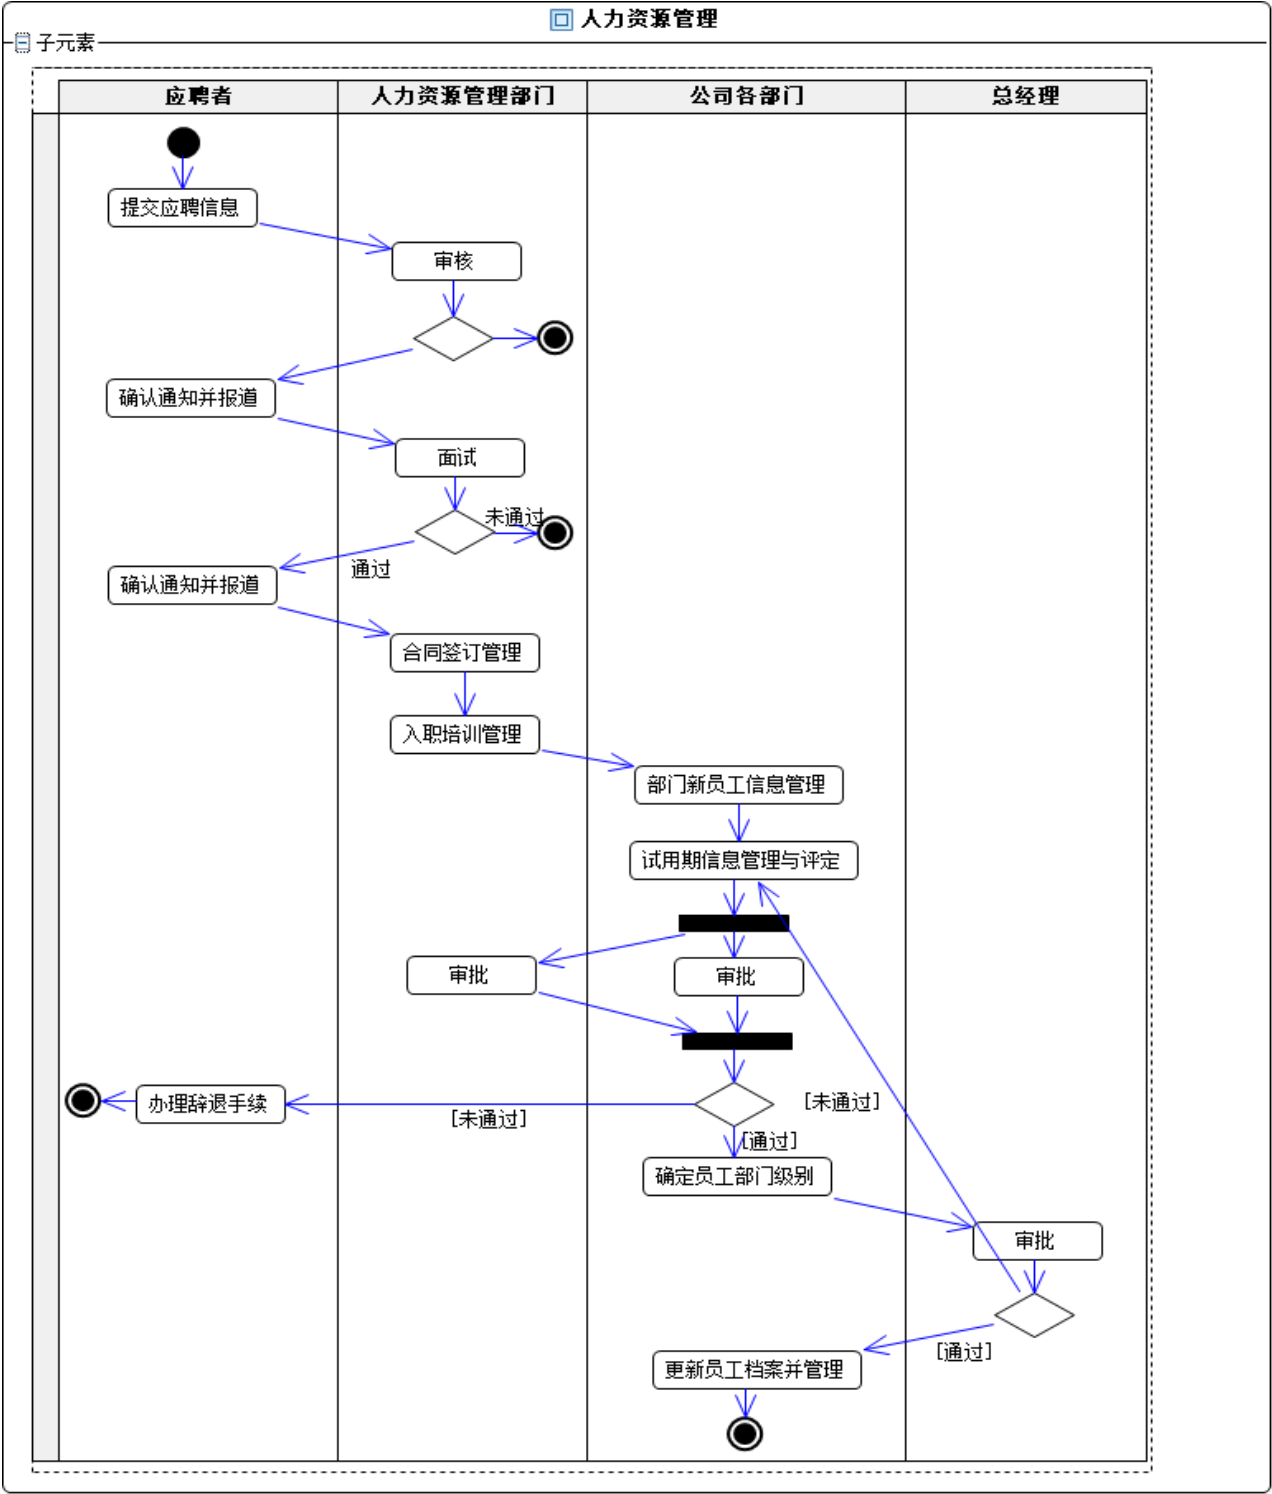 人力资源管理
子元素
应聘者
人力资源管理部门
公司各部门
总经理
提交应聘信息
审核
确认通知并报道
面试
未通过
通过
确认通知并报道
合同签订管理
入职培训管理
部门新员工信息管理
试用期信息管理与评定
审批
审批
办理辞退手续
[未通过]
[未通过]
[通过]
确定员工部门级别
审批
[通过]
更新员工档案并管理